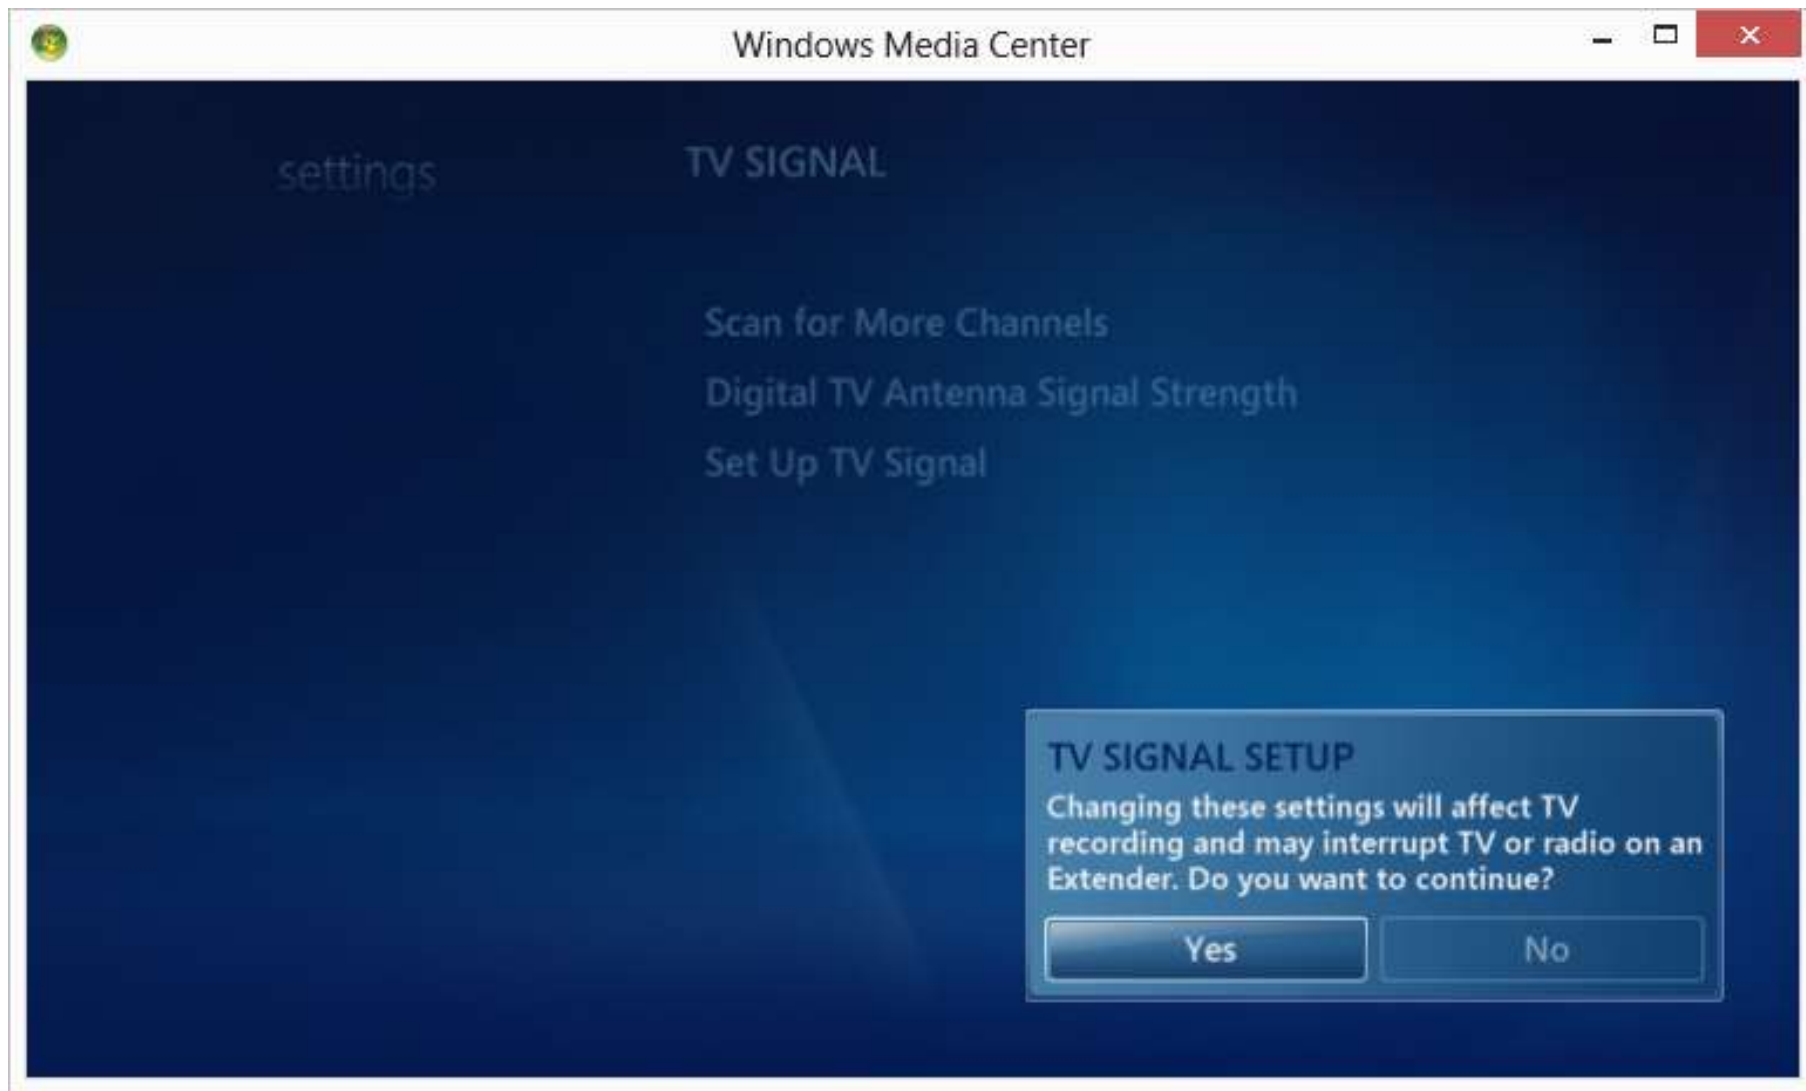 Windows Media Center
settings
TV SIGNAL
Scan for More Channels
Digital TV Antenna Signal Strength
Set Up TV Signal
TV SIGNAL SETUP
Changing these settings will affect TV
recording and may interrupt TV or radio on an
Extender. Do you want to continue?
Yes
No